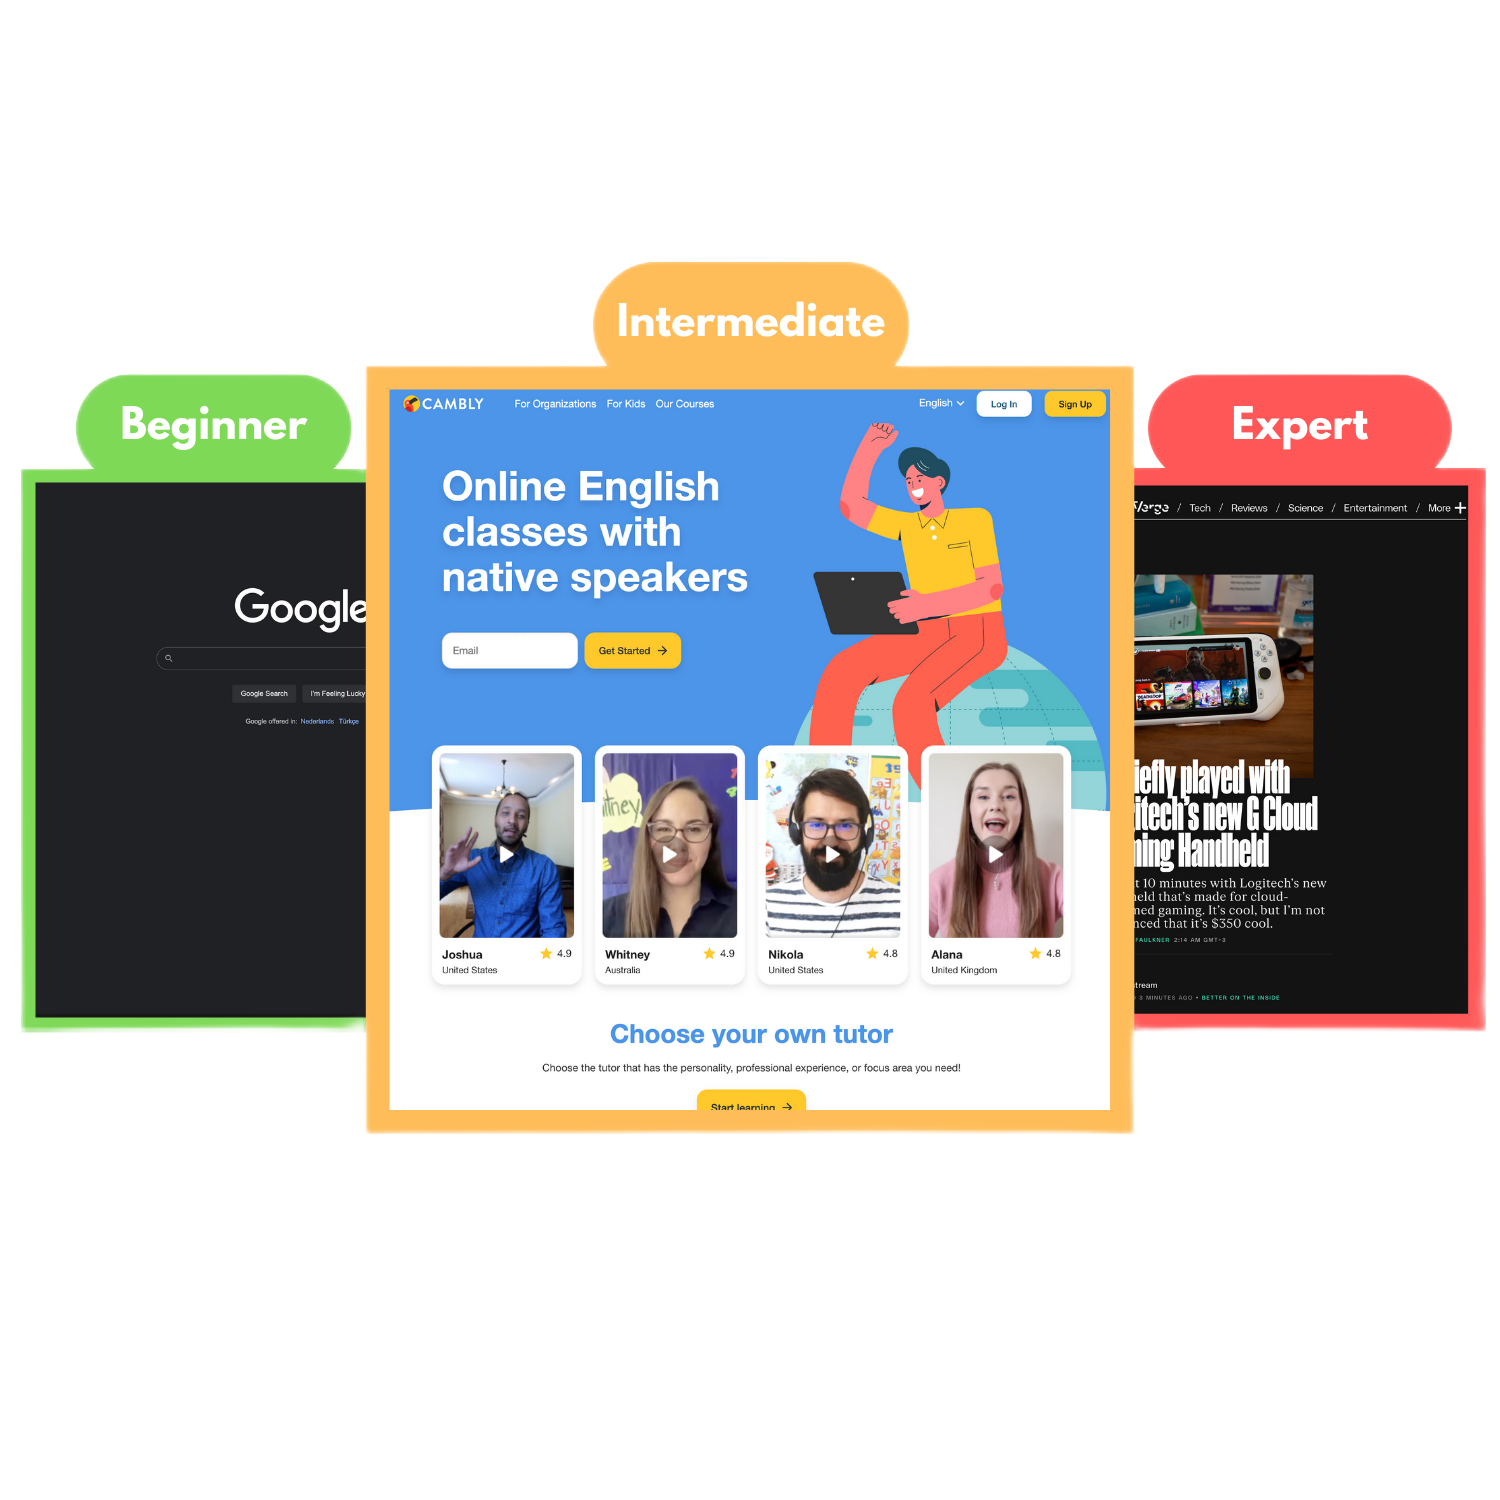 Intermediate
Beginner
Expert
Google
Google Search
I'm Feeling Lucky
Google offered in: Nederlands Türkçe
CAMBLY
For Organizations For Kids Our Courses
English
Log In
Sign Up
Online English
classes with
native speakers
Email
Get Started
Joshua 4.9
United States
Whitney 4.9
Australia
Nikola 4.8
United States
Alana 4.8
United Kingdom
Choose your own tutor
Choose the tutor that has the personality, professional experience, or focus area you need!
Start learning
/ Tech / Reviews / Science / Entertainment / More
iefly played with
itech's new G Cloud
ning Handheld
t 10 minutes with Logitech's new
eld that's made for cloud-
ned gaming. It's cool, but I'm not
nced that it's $350 cool.
FAULKNER 2:14 AM GMT+3
tream
3 MINUTES AGO • BETTER ON THE INSIDE